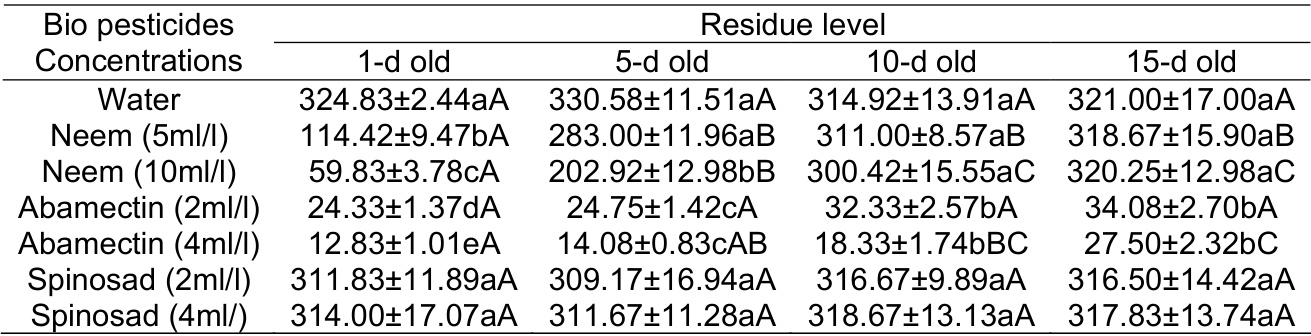 Bio pesticides Residue level
Concentrations 1-d old 5-d old 10-d old 15-d old
Water 324.83±2.44aA 330.58±11.51aA 314.92±13.91aA 321.00±17.00aA
Neem (5ml/l) 114.42±9.47bA 283.00±11.96aB 311.00±8.57aB 318.67±15.90aB
Neem (10ml/l) 59.83±3.78cA 202.92±12.98bB 300.42±15.55aC 320.25±12.98aC
Abamectin (2ml/l) 24.33±1.37dA 24.75±1.42cA 32.33±2.57bA 34.08±2.70bA
Abamectin (4ml/l) 12.83±1.01eA 14.08±0.83cAB 18.33±1.74bBC 27.50±2.32bC
Spinosad (2ml/l) 311.83±11.89aA 309.17±16.94aA 316.67±9.89aA 316.50±14.42aA
Spinosad (4ml/) 314.00±17.07aA 311.67±11.28aA 318.67±13.13aA 317.83±13.74aA